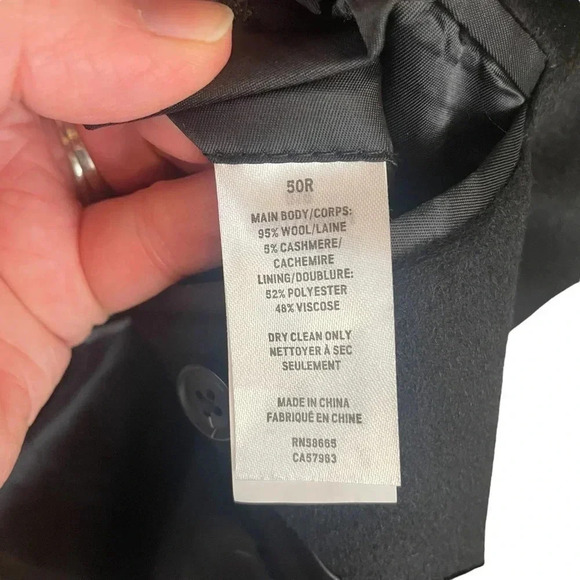 50R
MAIN BODY/CORPS:
95% WOOL/LAINE
5% CASHMERE/
CACHEMIRE
LINING/DOUBLURE:
52% POLYESTER
48% VISCOSE
DRY CLEAN ONLY
NETTOYER À SEC
SEULEMENT
MADE IN CHINA
FABRIQUÉ EN CHINE
RN58665
CA57983